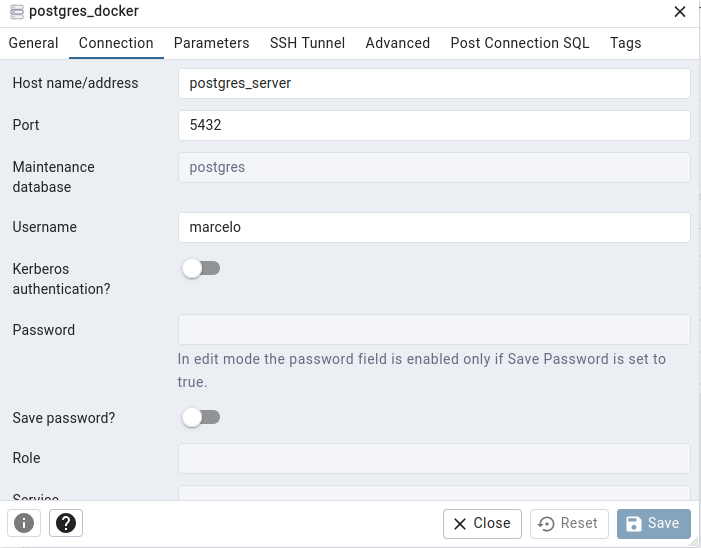 postgres_docker
General Connection Parameters SSH Tunnel Advanced Post Connection SQL Tags
Host name/address postgres_server
Port 5432
Maintenance database postgres
Username marcelo
Kerberos authentication?
Password
In edit mode the password field is enabled only if Save Password is set to
true.
Save password?
Role
Service
Close Reset Save